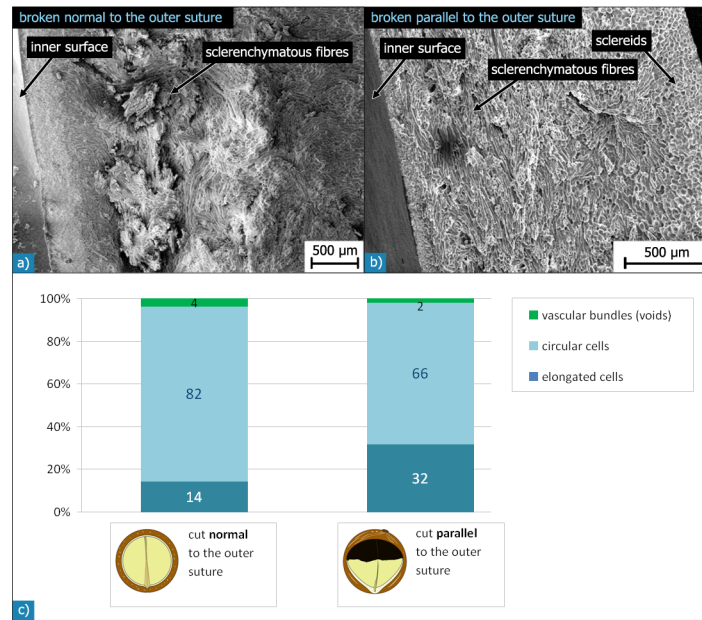 broken normal to the outer suture
inner surface
sclerenchymatous fibres
500 µm
a)
broken parallel to the outer suture
inner surface
sclereids
sclerenchymatous fibres
500 µm
b)
100%
80%
60%
40%
20%
0%
4
82
14
2
66
32
vascular bundles (voids)
circular cells
elongated cells
cut normal
to the outer
suture
cut parallel
to the outer
suture
c)